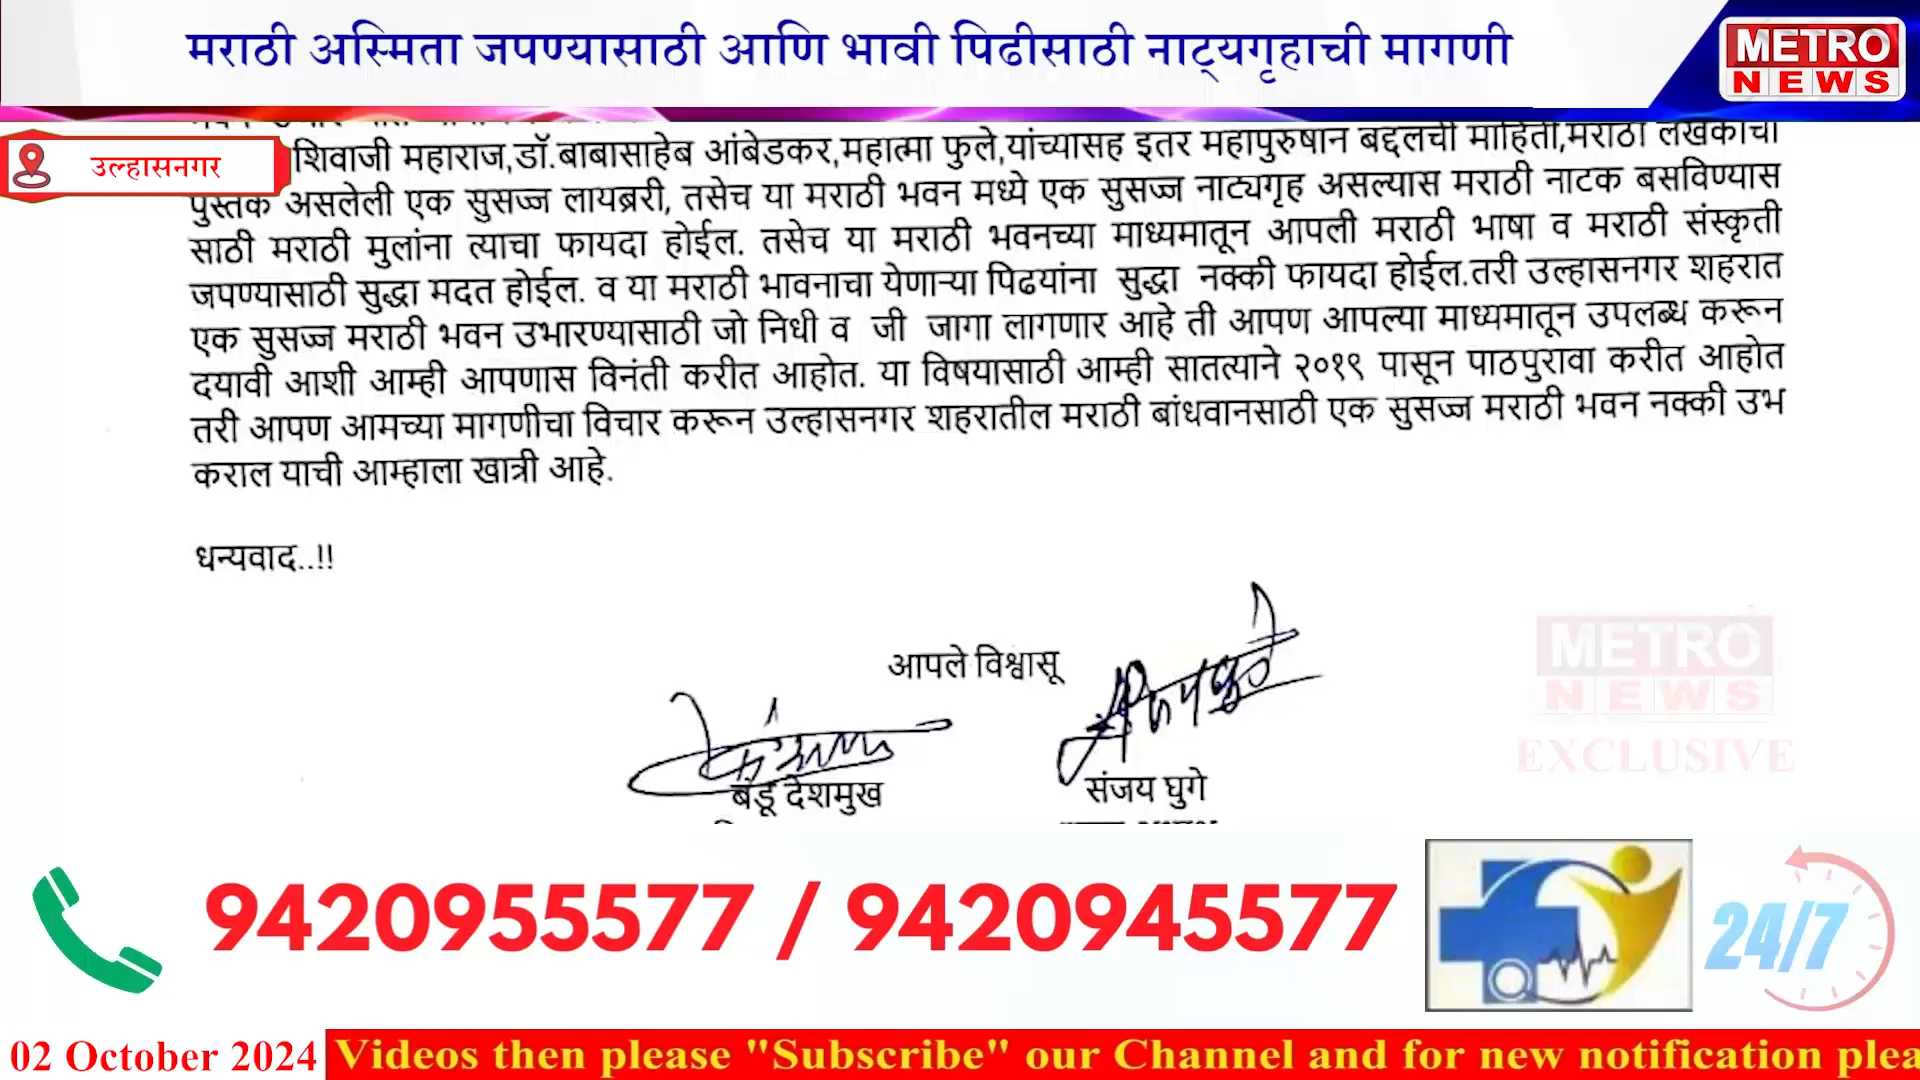 मराठी अस्मिता जपण्यासाठी आणि भावी पिढीसाठी नाट्यगृहाची मागणी
METRO
NEWS
उल्हासनगर
शिवाजी महाराज,डॉ.बाबासाहेब आंबेडकर,महात्मा फुले,यांच्यासह इतर महापुरुषान बद्दलची माहिती,मराठी लेखकांची
पुस्तक असलेली एक सुसज्ज लायब्ररी, तसेच या मराठी भवन मध्ये एक सुसज्ज नाट्यगृह असल्यास मराठी नाटक बसविण्यास
साठी मराठी मुलांना त्याचा फायदा होईल. तसेच या मराठी भवनच्या माध्यमातून आपली मराठी भाषा व मराठी संस्कृती
जपण्यासाठी सुद्धा मदत होईल. व या मराठी भावनाचा येणाऱ्या पिढयांना सुद्धा नक्की फायदा होईल.तरी उल्हासनगर शहरात
एक सुसज्ज मराठी भवन उभारण्यासाठी जो निधी व जी जागा लागणार आहे ती आपण आपल्या माध्यमातून उपलब्ध करून
दयावी आशी आम्ही आपणास विनंती करीत आहोत. या विषयासाठी आम्ही सातत्याने २०१९ पासून पाठपुरावा करीत आहोत
तरी आपण आमच्या मागणीचा विचार करून उल्हासनगर शहरातील मराठी बांधवानसाठी एक सुसज्ज मराठी भवन नक्की उभ
कराल याची आम्हाला खात्री आहे.
धन्यवाद..!!
आपले विश्वासू
बंडू देशमुख
संजय घुगे
METRO
NEWS
EXCLUSIVE
9420955577 / 9420945577
24/7
02 October 2024
Videos then please "Subscribe" our Channel and for new notification plea